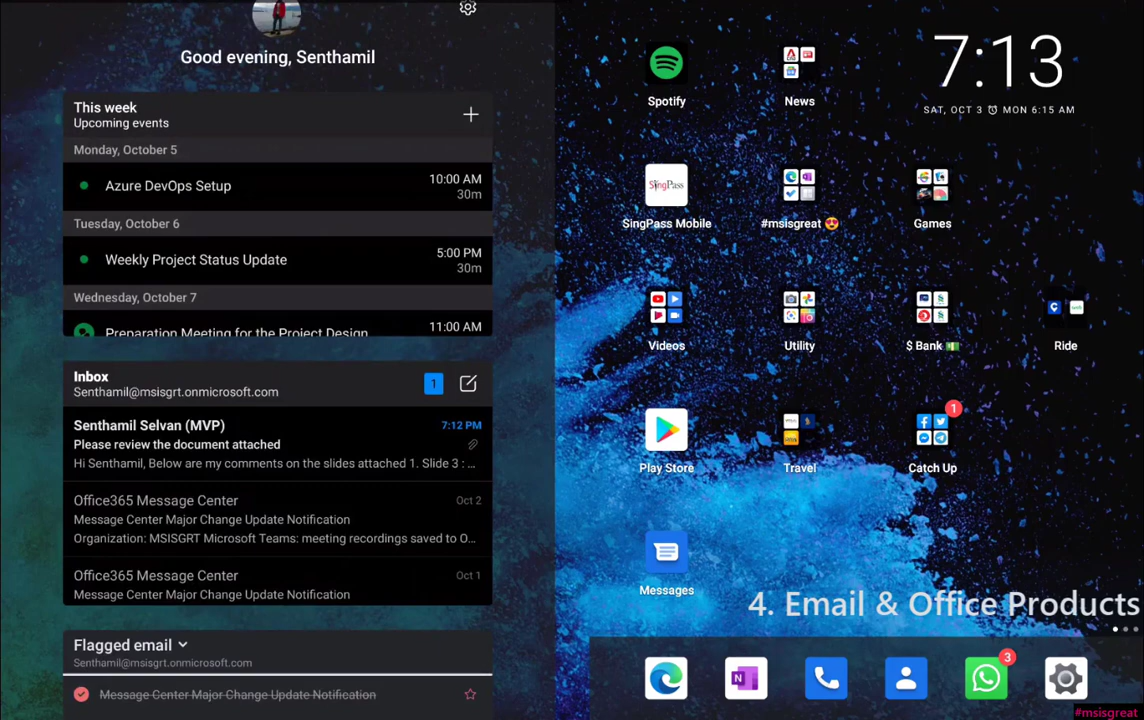 Good evening, Senthamil
This week
Upcoming events
Monday, October 5
Azure DevOps Setup
10:00 AM
30m
Tuesday, October 6
Weekly Project Status Update
5:00 PM
30m
Wednesday, October 7
Preparation Meeting for the Project Design
11:00 AM
Inbox
Senthamil@msisgrt.onmicrosoft.com
1
Senthamil Selvan (MVP)
7:12 PM
Please review the document attached
Hi Senthamil, Below are my comments on the slides attached 1. Slide 3 : ...
Office365 Message Center
Oct 2
Message Center Major Change Update Notification
Organization: MSISGRT Microsoft Teams: meeting recordings saved to O...
Office365 Message Center
Oct 1
Message Center Major Change Update Notification
Flagged email
Senthamil@msisgrt.onmicrosoft.com
Message Center Major Change Update Notification
7:13
SAT, OCT 3 MON 6:15 AM
Spotify
News
SingPass
SingPass Mobile
#msisgreat 😍
Games
Videos
Utility
$ Bank 💵
Ride
Play Store
Travel
1
Catch Up
Messages
4. Email & Office Products
3
#msisgreat